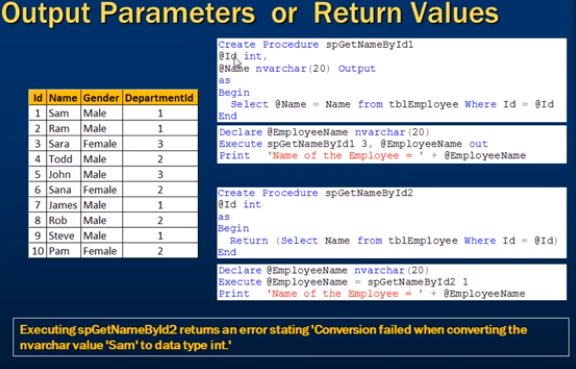 Output Parameters or Return Values
Create Procedure spGetNameById1
@Id int,
@Name nvarchar(20) Output
as
Begin
Select @Name = Name from tblEmployee Where Id = @Id
End
Declare @EmployeeName nvarchar(20)
Execute spGetNameById1 3, @EmployeeName out
Print 'Name of the Employee = ' + @EmployeeName
Id Name Gender DepartmentId
1 Sam Male 1
2 Ram Male 1
3 Sara Female 3
4 Todd Male 2
5 John Male 3
6 Sana Female 2
7 James Male 1
8 Rob Male 2
9 Steve Male 1
10 Pam Female 2
Create Procedure spGetNameById2
@Id int
as
Begin
Return (Select Name from tblEmployee Where Id = @Id)
End
Declare @EmployeeName nvarchar(20)
Execute @EmployeeName = spGetNameById2 1
Print 'Name of the Employee = ' + @EmployeeName
Executing spGetNameById2 returns an error stating 'Conversion failed when converting the
nvarchar value 'Sam' to data type int.'